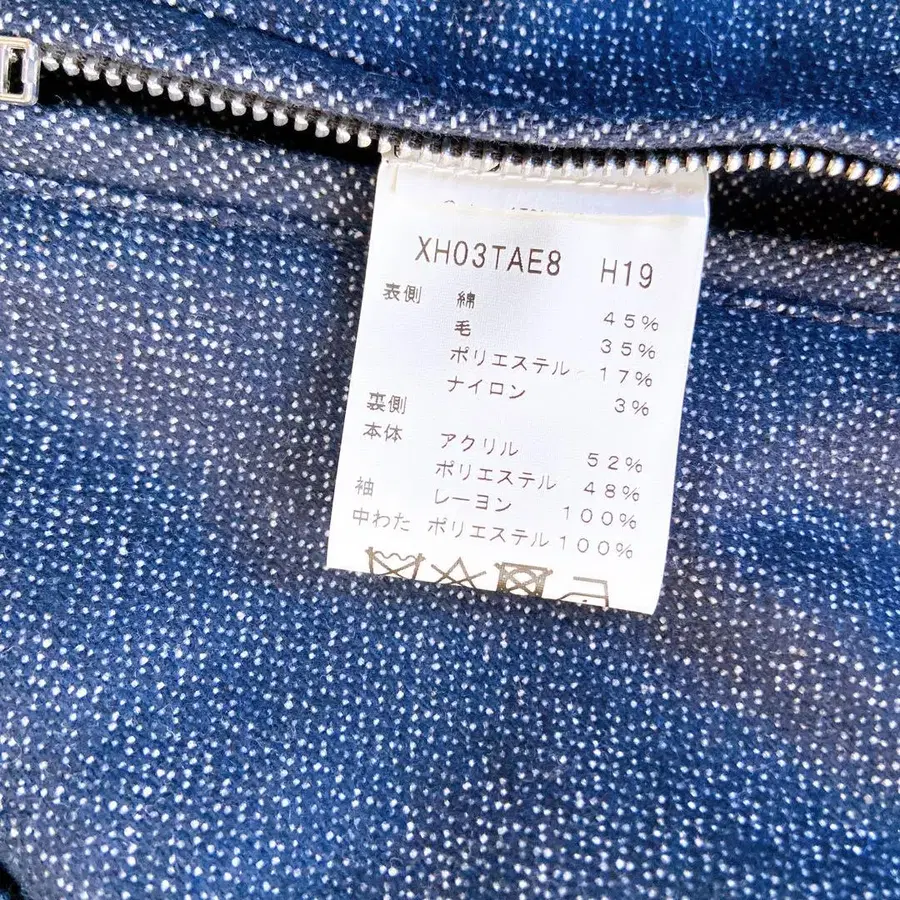 XH03TAE8 H19
表側 綿 45%
毛 35%
ポリエステル 17%
ナイロン 3%
裏側
本体 アクリル 52%
ポリエステル 48%
袖 レーヨン 100%
中わた ポリエステル 100%